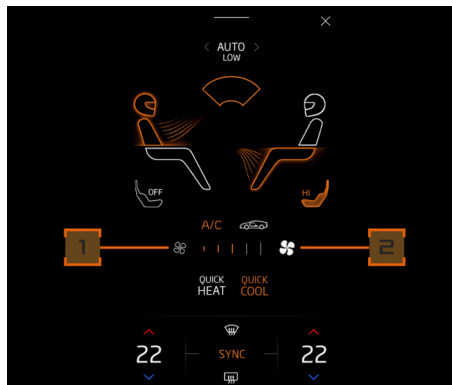 AUTO
LOW
OFF
HI
A/C
1
2
QUICK
HEAT
QUICK
COOL
22
SYNC
22